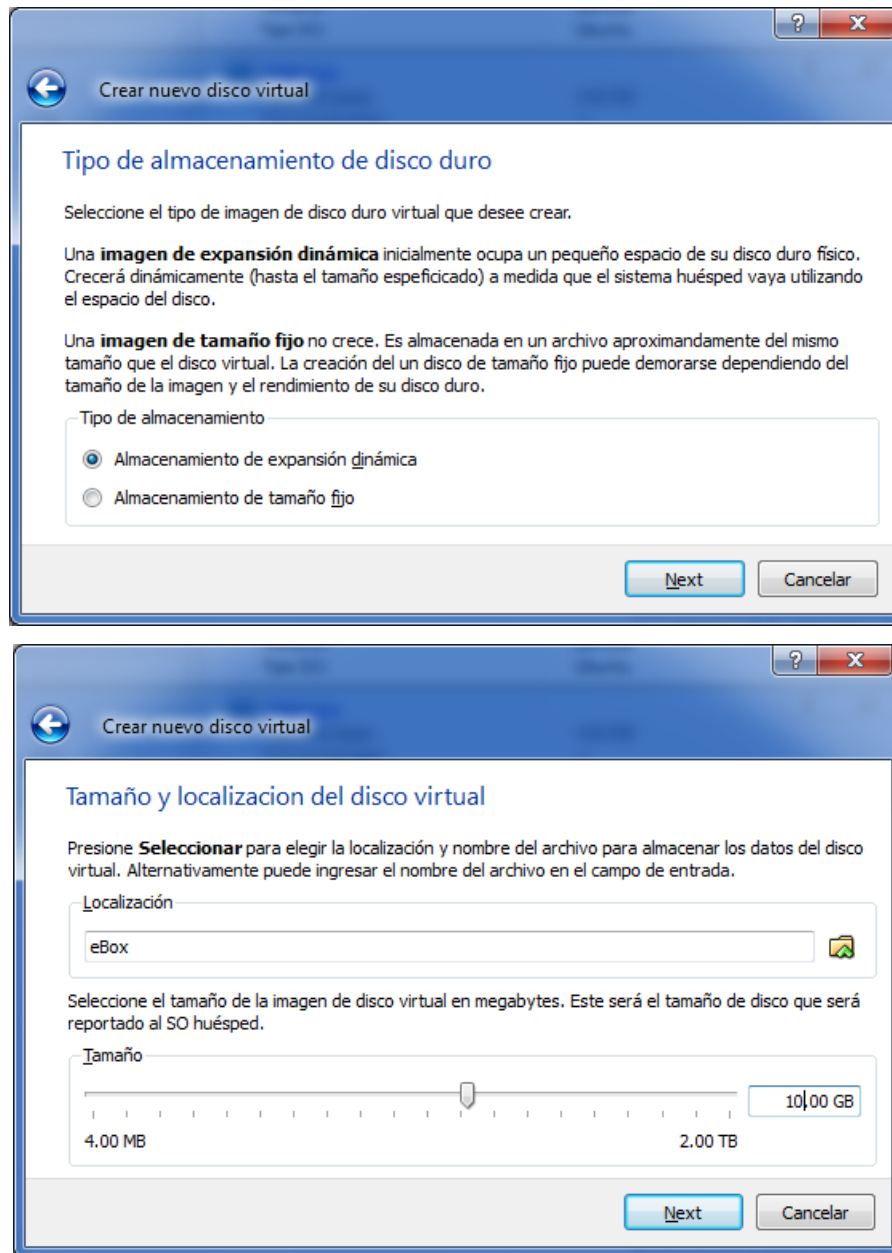 Crear nuevo disco virtual
Tipo de almacenamiento de disco duro
Seleccione el tipo de imagen de disco duro virtual que desee crear.
Una imagen de expansión dinámica inicialmente ocupa un pequeño espacio de su disco duro físico.
Crecerá dinámicamente (hasta el tamaño espeficicado) a medida que el sistema huésped vaya utilizando
el espacio del disco.
Una imagen de tamaño fijo no crece. Es almacenada en un archivo aproximandamente del mismo
tamaño que el disco virtual. La creación del un disco de tamaño fijo puede demorarse dependiendo del
tamaño de la imagen y el rendimiento de su disco duro.
Tipo de almacenamiento
Almacenamiento de expansión dinámica
Almacenamiento de tamaño fijo
Next Cancelar
Crear nuevo disco virtual
Tamaño y localizacion del disco virtual
Presione Seleccionar para elegir la localización y nombre del archivo para almacenar los datos del disco
virtual. Alternativamente puede ingresar el nombre del archivo en el campo de entrada.
Localización
eBox
Seleccione el tamaño de la imagen de disco virtual en megabytes. Este será el tamaño de disco que será
reportado al SO huésped.
Tamaño
10.00 GB
4.00 MB 2.00 TB
Next Cancelar